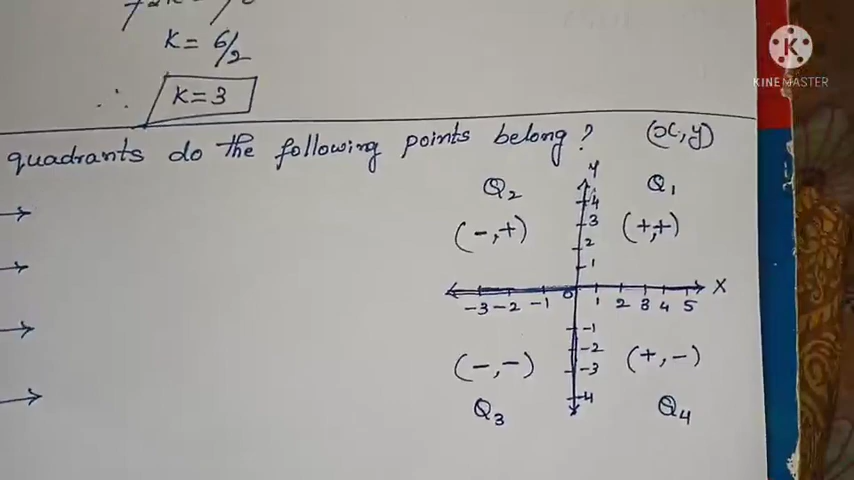 K = 6/2
∴ K = 3
quadrants do the following points belong? (x,y)
Y
Q2 Q1
4
(-,+) 3 (+,+)
2
1
X
-3 -2 -1 0 1 2 3 4 5
-1
(-,-) -2 (+,-)
-3
-4
Q3 Q4
K
KINEMASTER